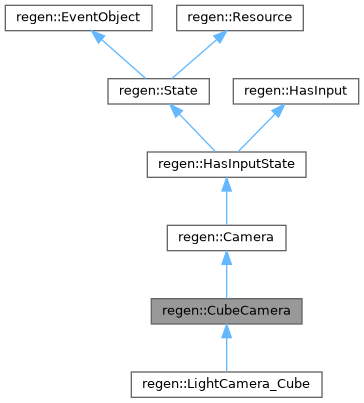 regen::EventObject
regen::Resource
regen::State
regen::HasInput
regen::HasInputState
regen::Camera
regen::CubeCamera
regen::LightCamera_Cube